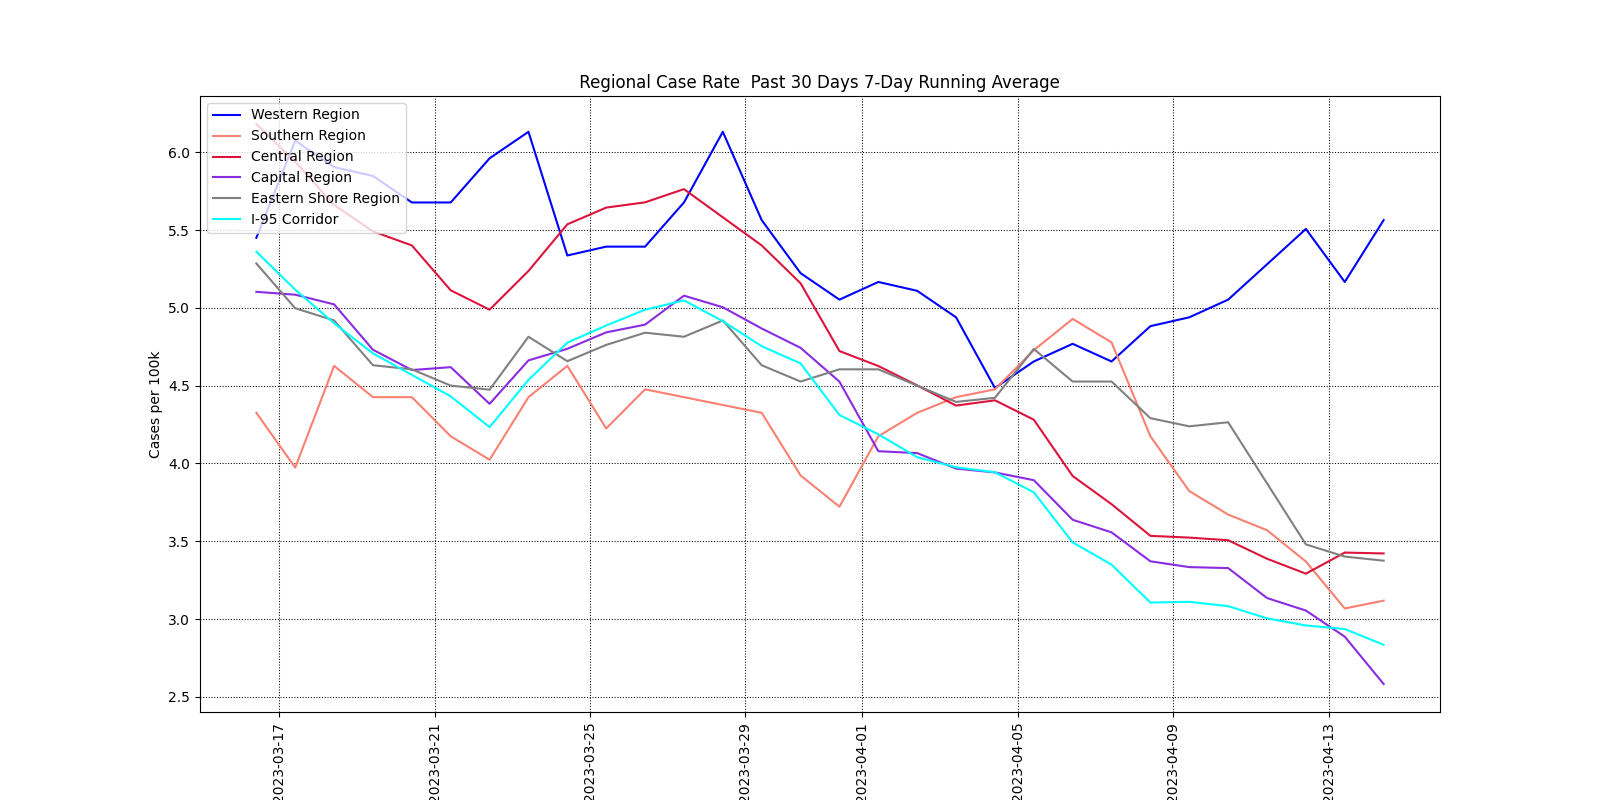 Regional Case Rate  Past 30 Days 7-Day Running Average
Western Region
Southern Region
Central Region
Capital Region
Eastern Shore Region
I-95 Corridor
Cases per 100k
6.0
5.5
5.0
4.5
4.0
3.5
3.0
2.5
2023-03-17
2023-03-21
2023-03-25
2023-03-29
2023-04-01
2023-04-05
2023-04-09
2023-04-13